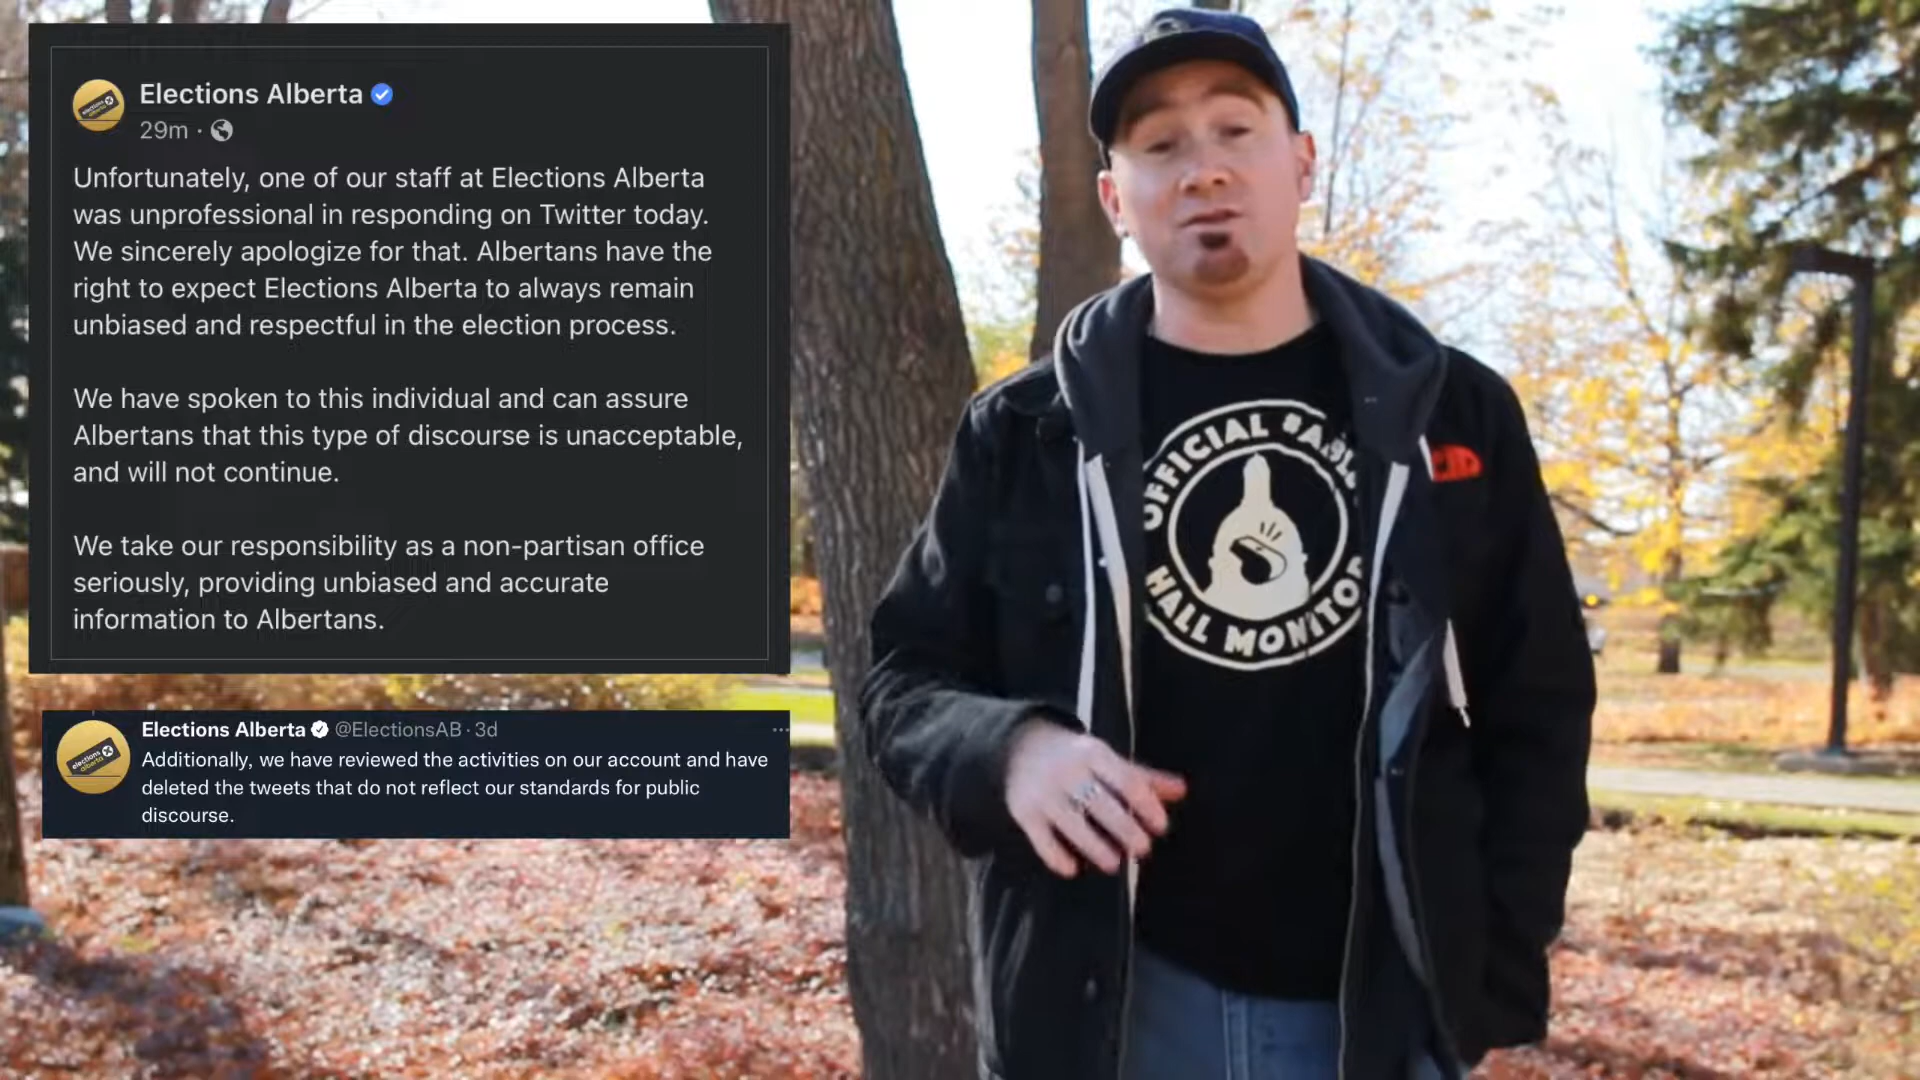 Elections Alberta
29m ·
Unfortunately, one of our staff at Elections Alberta
was unprofessional in responding on Twitter today.
We sincerely apologize for that. Albertans have the
right to expect Elections Alberta to always remain
unbiased and respectful in the election process.
We have spoken to this individual and can assure
Albertans that this type of discourse is unacceptable,
and will not continue.
We take our responsibility as a non-partisan office
seriously, providing unbiased and accurate
information to Albertans.
Elections Alberta @ElectionsAB · 3d ...
Additionally, we have reviewed the activities on our account and have
deleted the tweets that do not reflect our standards for public
discourse.
elections
alberta
OFFICIAL
HALL MONITOR